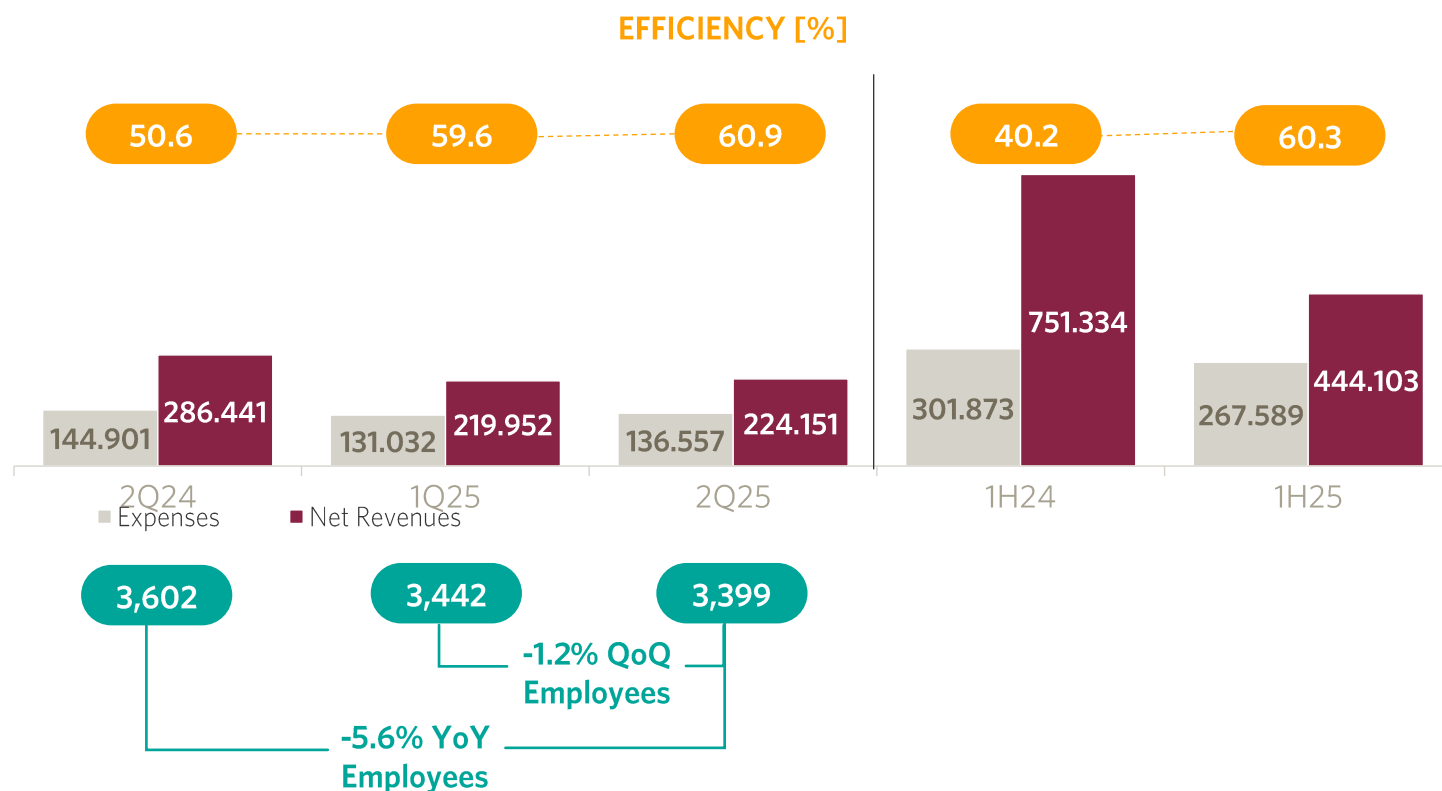 EFFICIENCY [%]
50.6
59.6
60.9
40.2
60.3
144.901
286.441
131.032
219.952
136.557
224.151
301.873
751.334
267.589
444.103
2Q24
1Q25
2Q25
1H24
1H25
Expenses
Net Revenues
3,602
3,442
3,399
-1.2% QoQ
Employees
-5.6% YoY
Employees